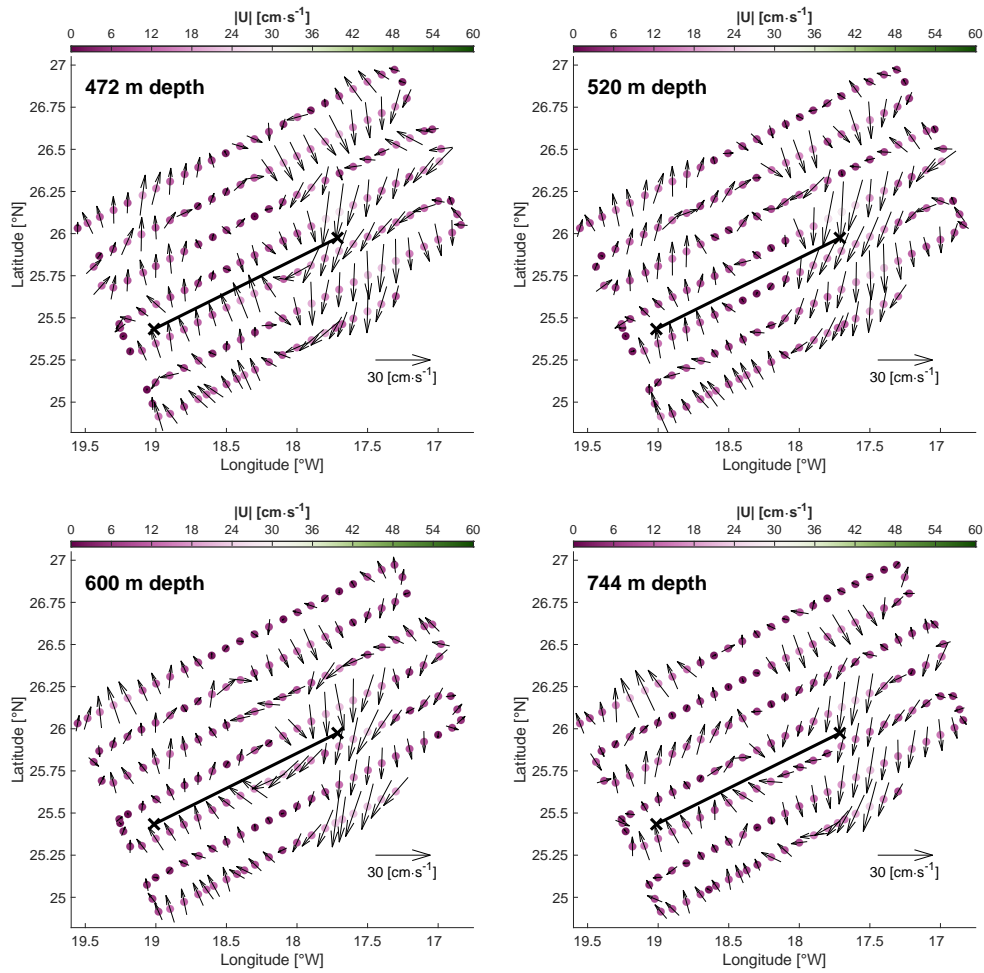 |U| [cm·s⁻¹]
0 6 12 18 24 30 36 42 48 54 60
472 m depth
27
26.75
26.5
26.25
26
25.75
25.5
25.25
25
Latitude [°N]
30 [cm·s⁻¹]
19.5 19 18.5 18 17.5 17
Longitude [°W]
|U| [cm·s⁻¹]
0 6 12 18 24 30 36 42 48 54 60
520 m depth
27
26.75
26.5
26.25
26
25.75
25.5
25.25
25
Latitude [°N]
30 [cm·s⁻¹]
19.5 19 18.5 18 17.5 17
Longitude [°W]
|U| [cm·s⁻¹]
0 6 12 18 24 30 36 42 48 54 60
600 m depth
27
26.75
26.5
26.25
26
25.75
25.5
25.25
25
Latitude [°N]
30 [cm·s⁻¹]
19.5 19 18.5 18 17.5 17
Longitude [°W]
|U| [cm·s⁻¹]
0 6 12 18 24 30 36 42 48 54 60
744 m depth
27
26.75
26.5
26.25
26
25.75
25.5
25.25
25
Latitude [°N]
30 [cm·s⁻¹]
19.5 19 18.5 18 17.5 17
Longitude [°W]